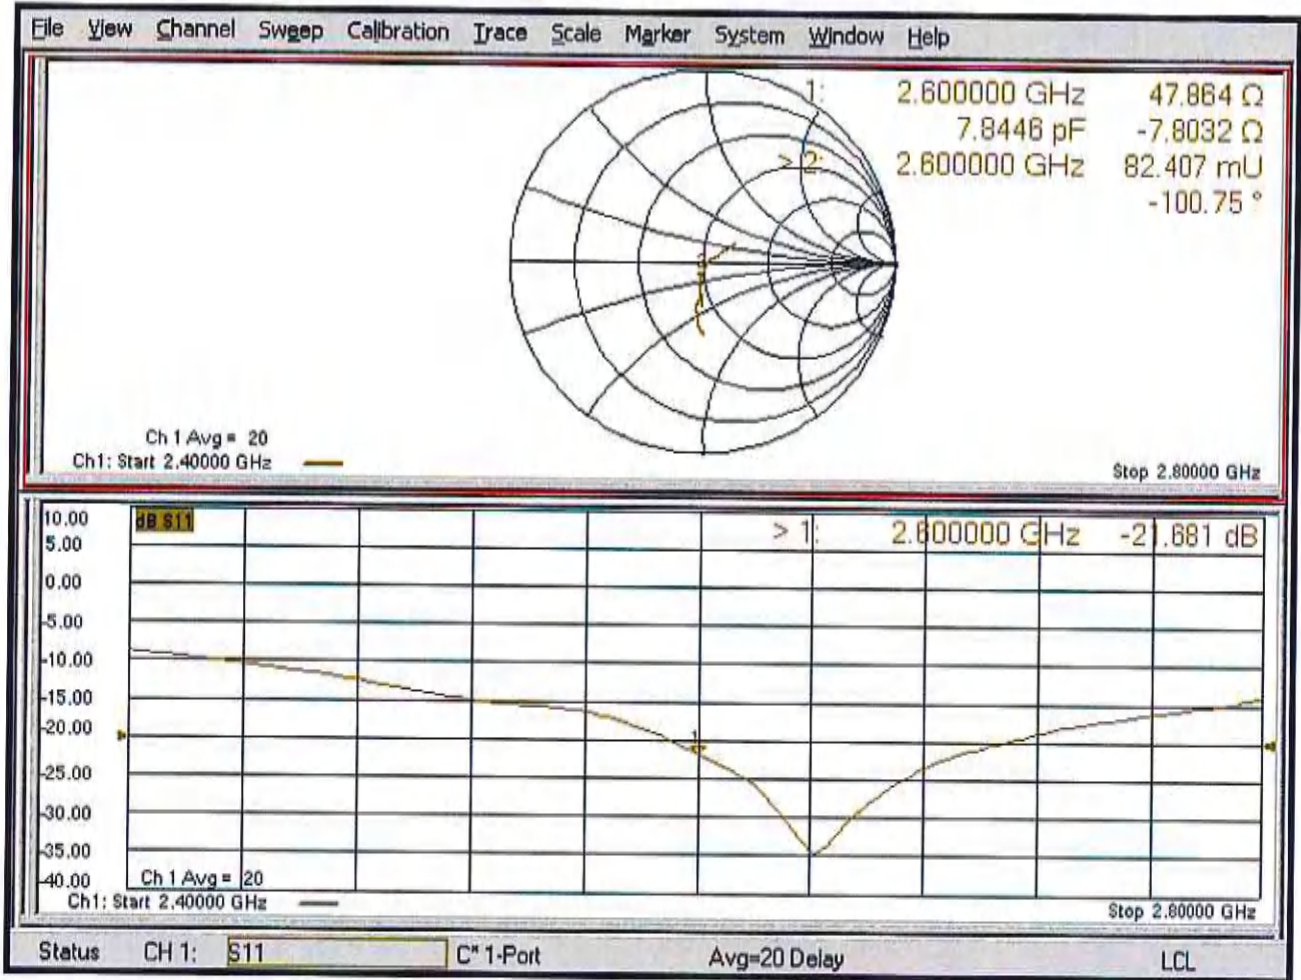 File View Channel Sweep Calibration Trace Scale Marker System Window Help
1: 2.600000 GHz 47.864 Ω
7.8446 pF -7.8032 Ω
> 2: 2.600000 GHz 82.407 mU
-100.75 °
Ch 1 Avg = 20
Ch1: Start 2.40000 GHz
Stop 2.80000 GHz
10.00
5.00
0.00
-5.00
-10.00
-15.00
-20.00
-25.00
-30.00
-35.00
-40.00
dB S11
> 1: 2.600000 GHz -21.681 dB
1
Ch 1 Avg = 20
Ch1: Start 2.40000 GHz
Stop 2.80000 GHz
Status CH 1: S11 C* 1-Port Avg=20 Delay LCL